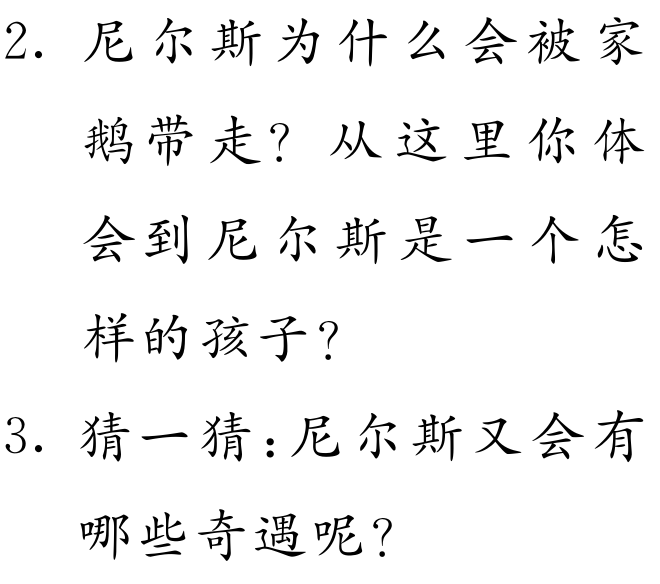 2. 尼尔斯为什么会被家
鹅带走？从这里你体
会到尼尔斯是一个怎
样的孩子？
3. 猜一猜：尼尔斯又会有
哪些奇遇呢？